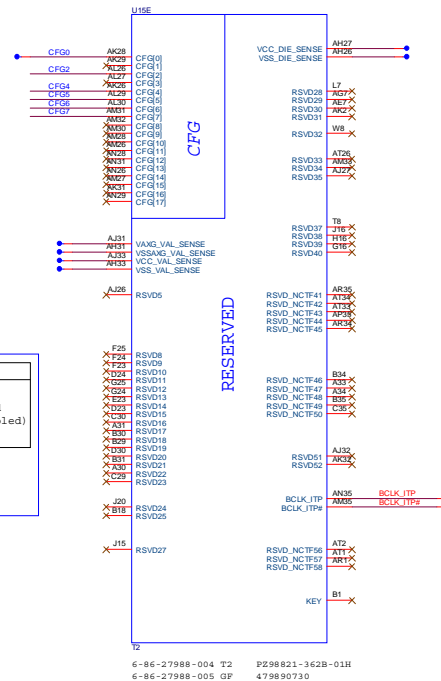 U15E
CFG0 AK28 CFG[0]
AK29 CFG[1]
CFG2 AL26 CFG[2]
AL27 CFG[3]
CFG4 AK26 CFG[4]
CFG5 AL29 CFG[5]
CFG6 AL30 CFG[6]
CFG7 AM31 CFG[7]
AM32 CFG[8]
AM30 CFG[9]
AM28 CFG[10]
AM26 CFG[11]
AN28 CFG[12]
AN31 CFG[13]
AN26 CFG[14]
AM27 CFG[15]
AK31 CFG[16]
AN29 CFG[17]
CFG
AJ31 VAXG_VAL_SENSE
AH31 VSSAXG_VAL_SENSE
AJ33 VCC_VAL_SENSE
AH33 VSS_VAL_SENSE
AJ26 RSVD5
F25 RSVD8
F24 RSVD9
F23 RSVD10
D24 RSVD11
G25 RSVD12
G24 RSVD13
E23 RSVD14
D23 RSVD15
C30 RSVD16
A31 RSVD17
B30 RSVD18
B29 RSVD19
D30 RSVD20
B31 RSVD21
A30 RSVD22
C29 RSVD23
J20 RSVD24
B18 RSVD25
J15 RSVD27
RESERVED
VCC_DIE_SENSE AH27
VSS_DIE_SENSE AH26
RSVD28 L7
RSVD29 AG7
RSVD30 AE7
RSVD31 AK2
RSVD32 W8
RSVD33 AT26
RSVD34 AM33
RSVD35 AJ27
RSVD37 T8
RSVD38 J16
RSVD39 H16
RSVD40 G16
RSVD_NCTF41 AR35
RSVD_NCTF42 AT34
RSVD_NCTF43 AT33
RSVD_NCTF44 AP35
RSVD_NCTF45 AR34
RSVD_NCTF46 B34
RSVD_NCTF47 A33
RSVD_NCTF48 A34
RSVD_NCTF49 B35
RSVD_NCTF50 C35
RSVD51 AJ32
RSVD52 AK32
BCLK_ITP AN35 BCLK_ITP
BCLK_ITP# AM35 BCLK_ITP#
RSVD_NCTF56 AT2
RSVD_NCTF57 AT1
RSVD_NCTF58 AR1
KEY B1
led)
T2
6-86-27988-004 T2 PZ98821-362B-01H
6-86-27988-005 GF 479890730